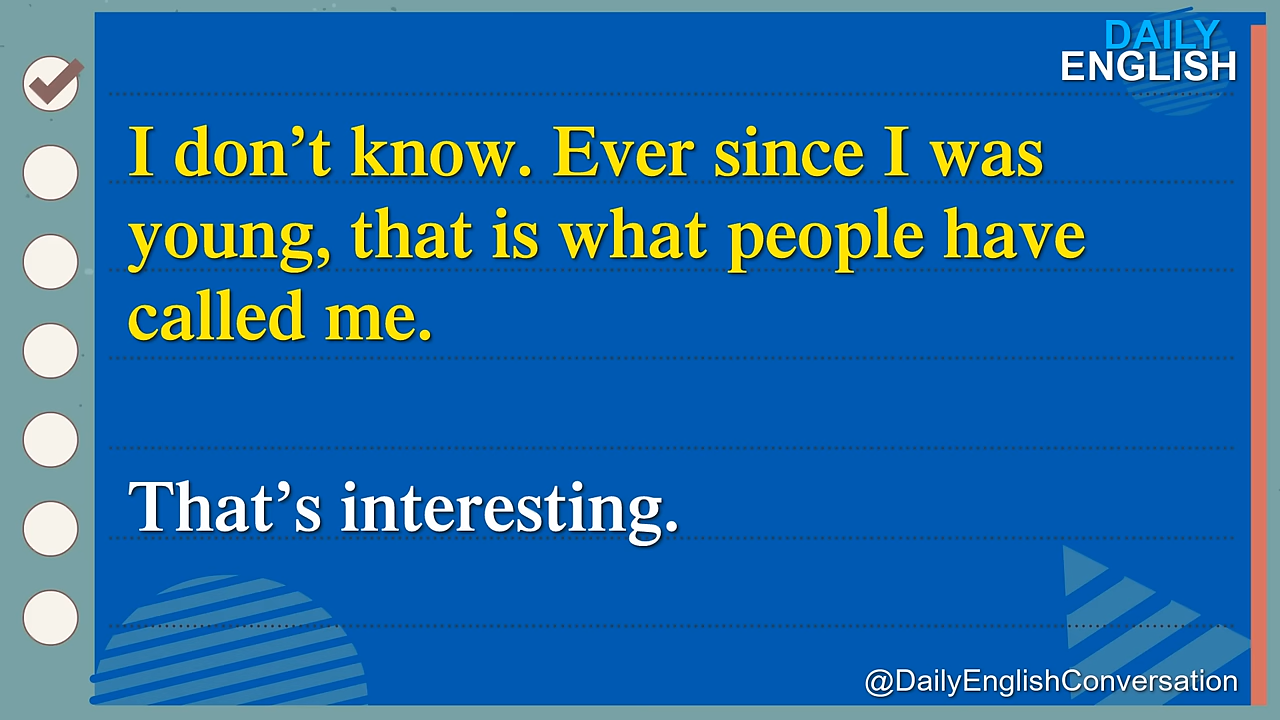 DAILY
ENGLISH
I don’t know. Ever since I was
young, that is what people have
called me.
That’s interesting.
@DailyEnglishConversation